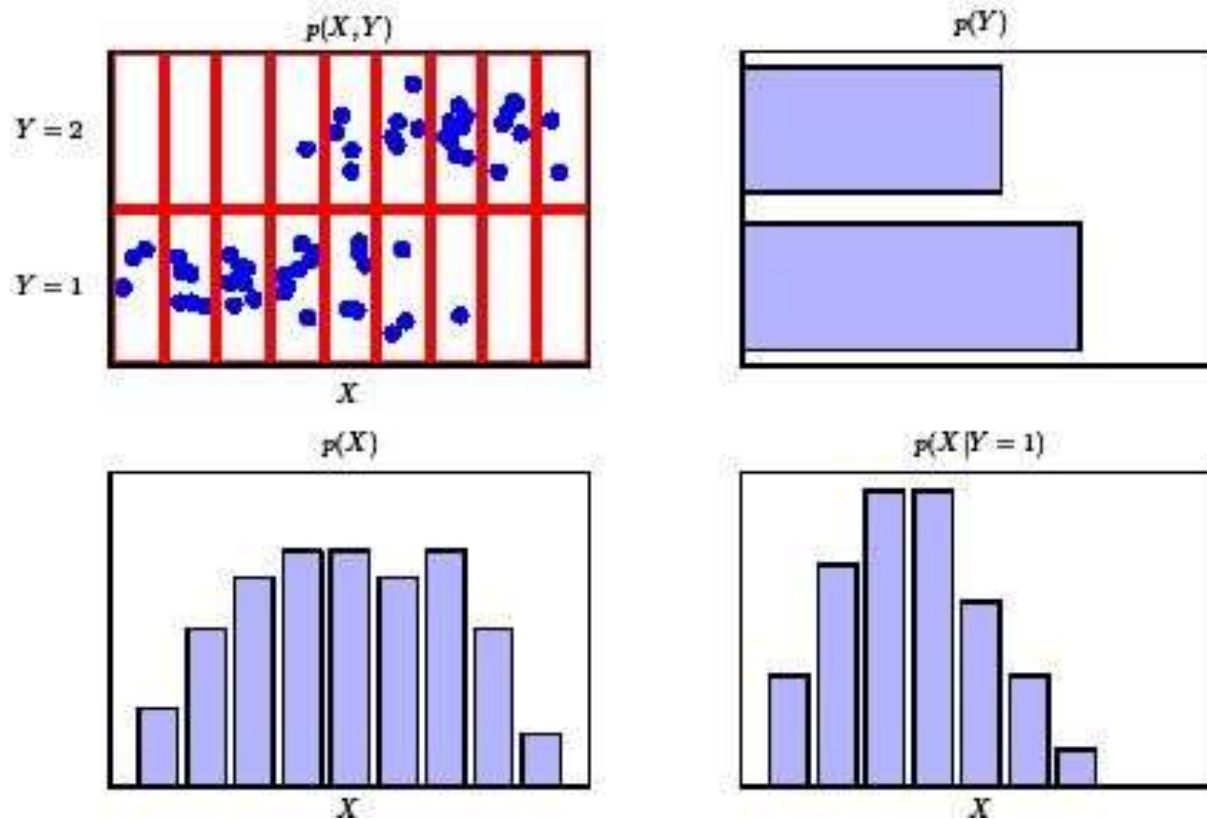 p(X, Y)
p(Y)
Y = 2
Y = 1
X
p(X)
p(X|Y = 1)
X
X